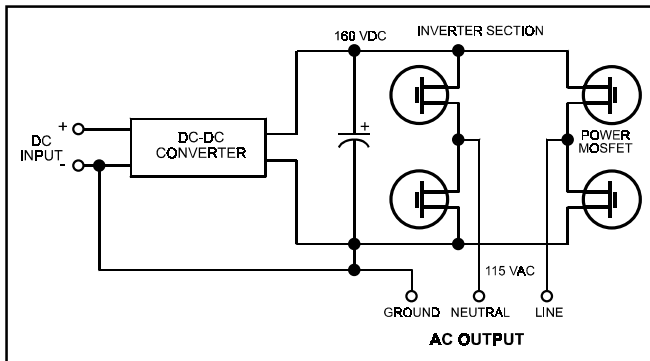 160 VDC
INVERTER SECTION
+
+
DC
INPUT
-
DC-DC
CONVERTER
POWER
MOSFET
115 VAC
GROUND
NEUTRAL
LINE
AC OUTPUT